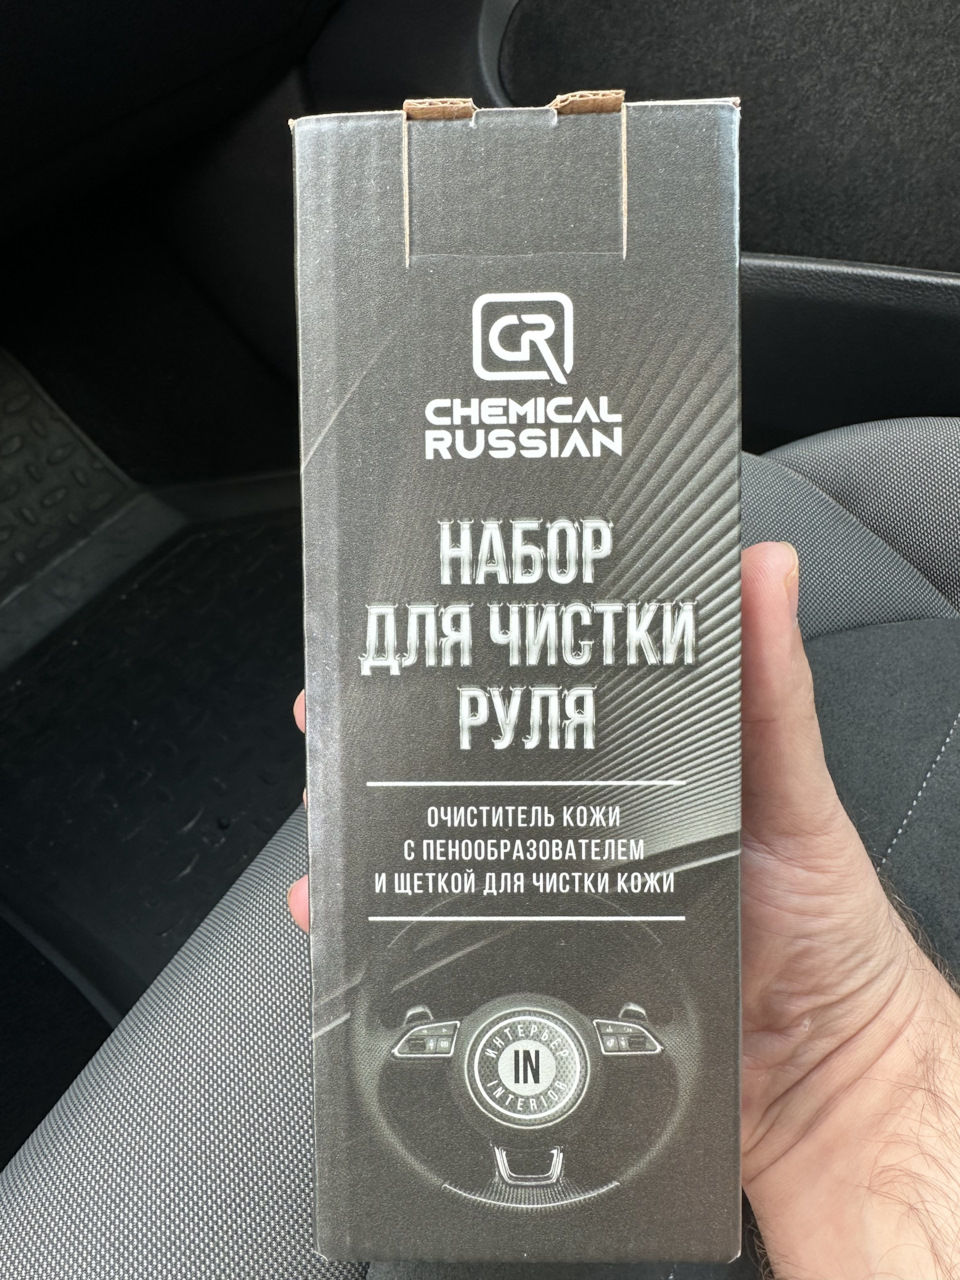 CR
CHEMICAL
RUSSIAN
НАБОР
ДЛЯ ЧИСТКИ
РУЛЯ
ОЧИСТИТЕЛЬ КОЖИ
С ПЕНООБРАЗОВАТЕЛЕМ
И ЩЕТКОЙ ДЛЯ ЧИСТКИ КОЖИ
ИНТЕРЬЕР
IN
INTERIOR